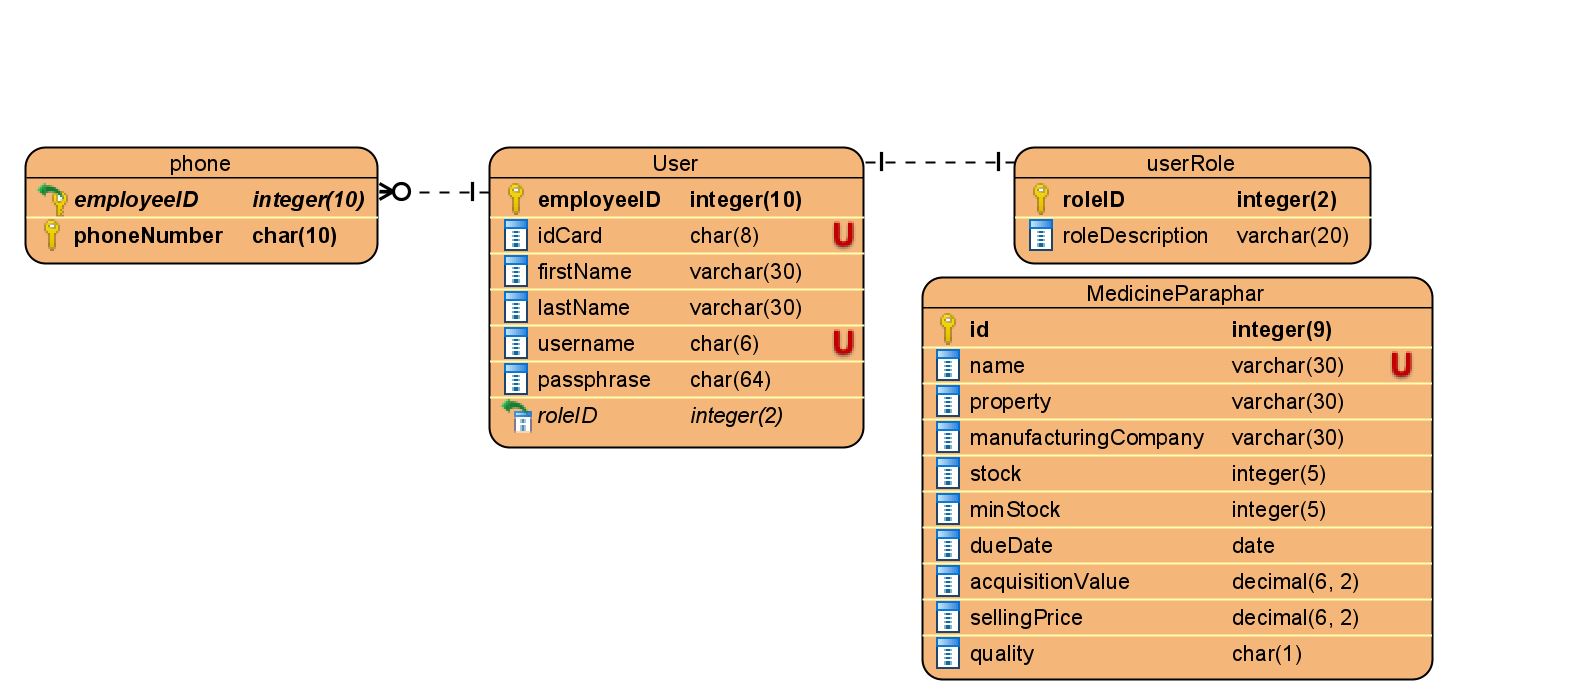 phone
employeeID integer(10)
phoneNumber char(10)
User
employeeID integer(10)
idCard char(8) U
firstName varchar(30)
lastName varchar(30)
username char(6) U
passphrase char(64)
roleID integer(2)
userRole
roleID integer(2)
roleDescription varchar(20)
MedicineParaphar
id integer(9)
name varchar(30) U
property varchar(30)
manufacturingCompany varchar(30)
stock integer(5)
minStock integer(5)
dueDate date
acquisitionValue decimal(6, 2)
sellingPrice decimal(6, 2)
quality char(1)